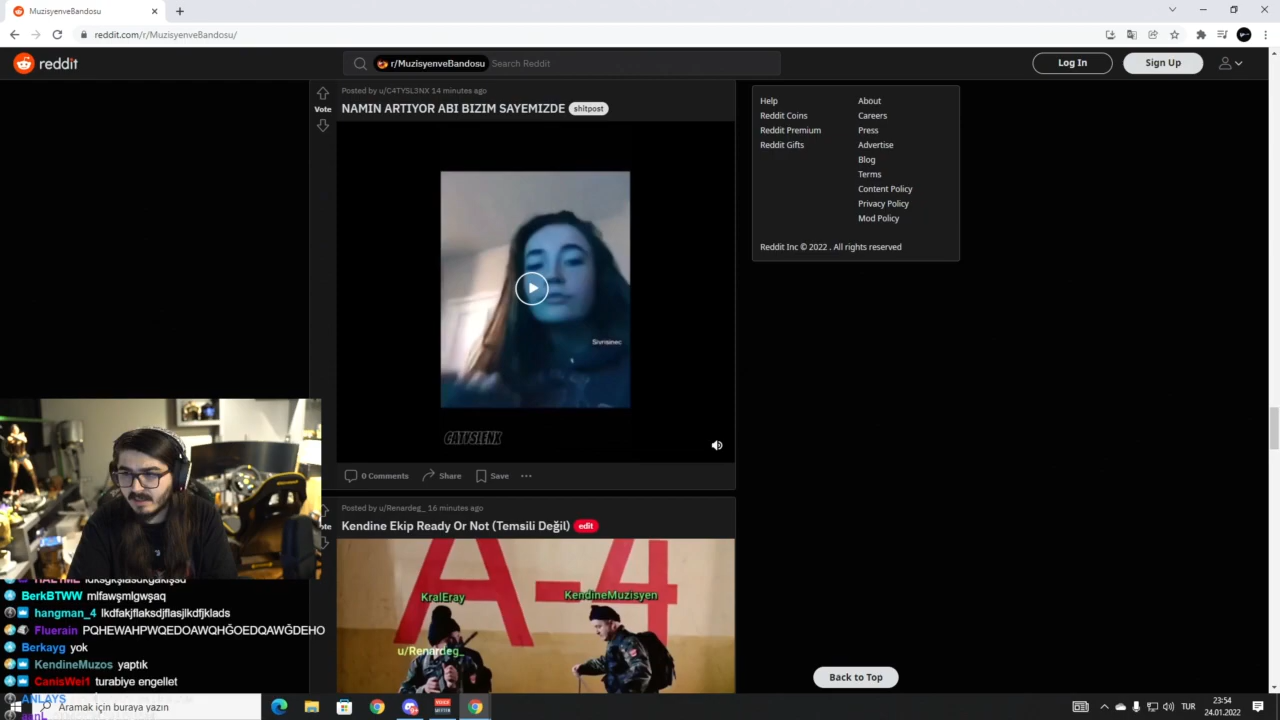 MuzisyenveBandosu
reddit.com/r/MuzisyenveBandosu/
reddit
r/MuzisyenveBandosu Search Reddit
Log In
Sign Up
Posted by u/C4TYSL3NX 14 minutes ago
Vote
NAMIN ARTIYOR ABI BIZIM SAYEMIZDE shitpost
Sivrisinec
CATYSLENX
0 Comments Share Save
Posted by u/Renardeg_ 16 minutes ago
Kendine Ekip Ready Or Not (Temsili Değil) edit
A-4
KralEray
KendineMuzisyen
u/Renardeg_
Help
Reddit Coins
Reddit Premium
Reddit Gifts
About
Careers
Press
Advertise
Blog
Terms
Content Policy
Privacy Policy
Mod Policy
Reddit Inc © 2022 . All rights reserved
Back to Top
BerkBTWW mlfawşmlgwşaq
hangman_4 lkdfakjflaksdjflasjlkdfjklads
Fluerain PQHEWAHPWQEDOAWQHĞOEDQAWĞDEHO
Berkayg yok
KendineMuzos yaptık
CanisWei1 turabiye engellet
ANLAYS
Aramak için buraya yazın
VOICE
MEETER
TUR
23:54
24.01.2022